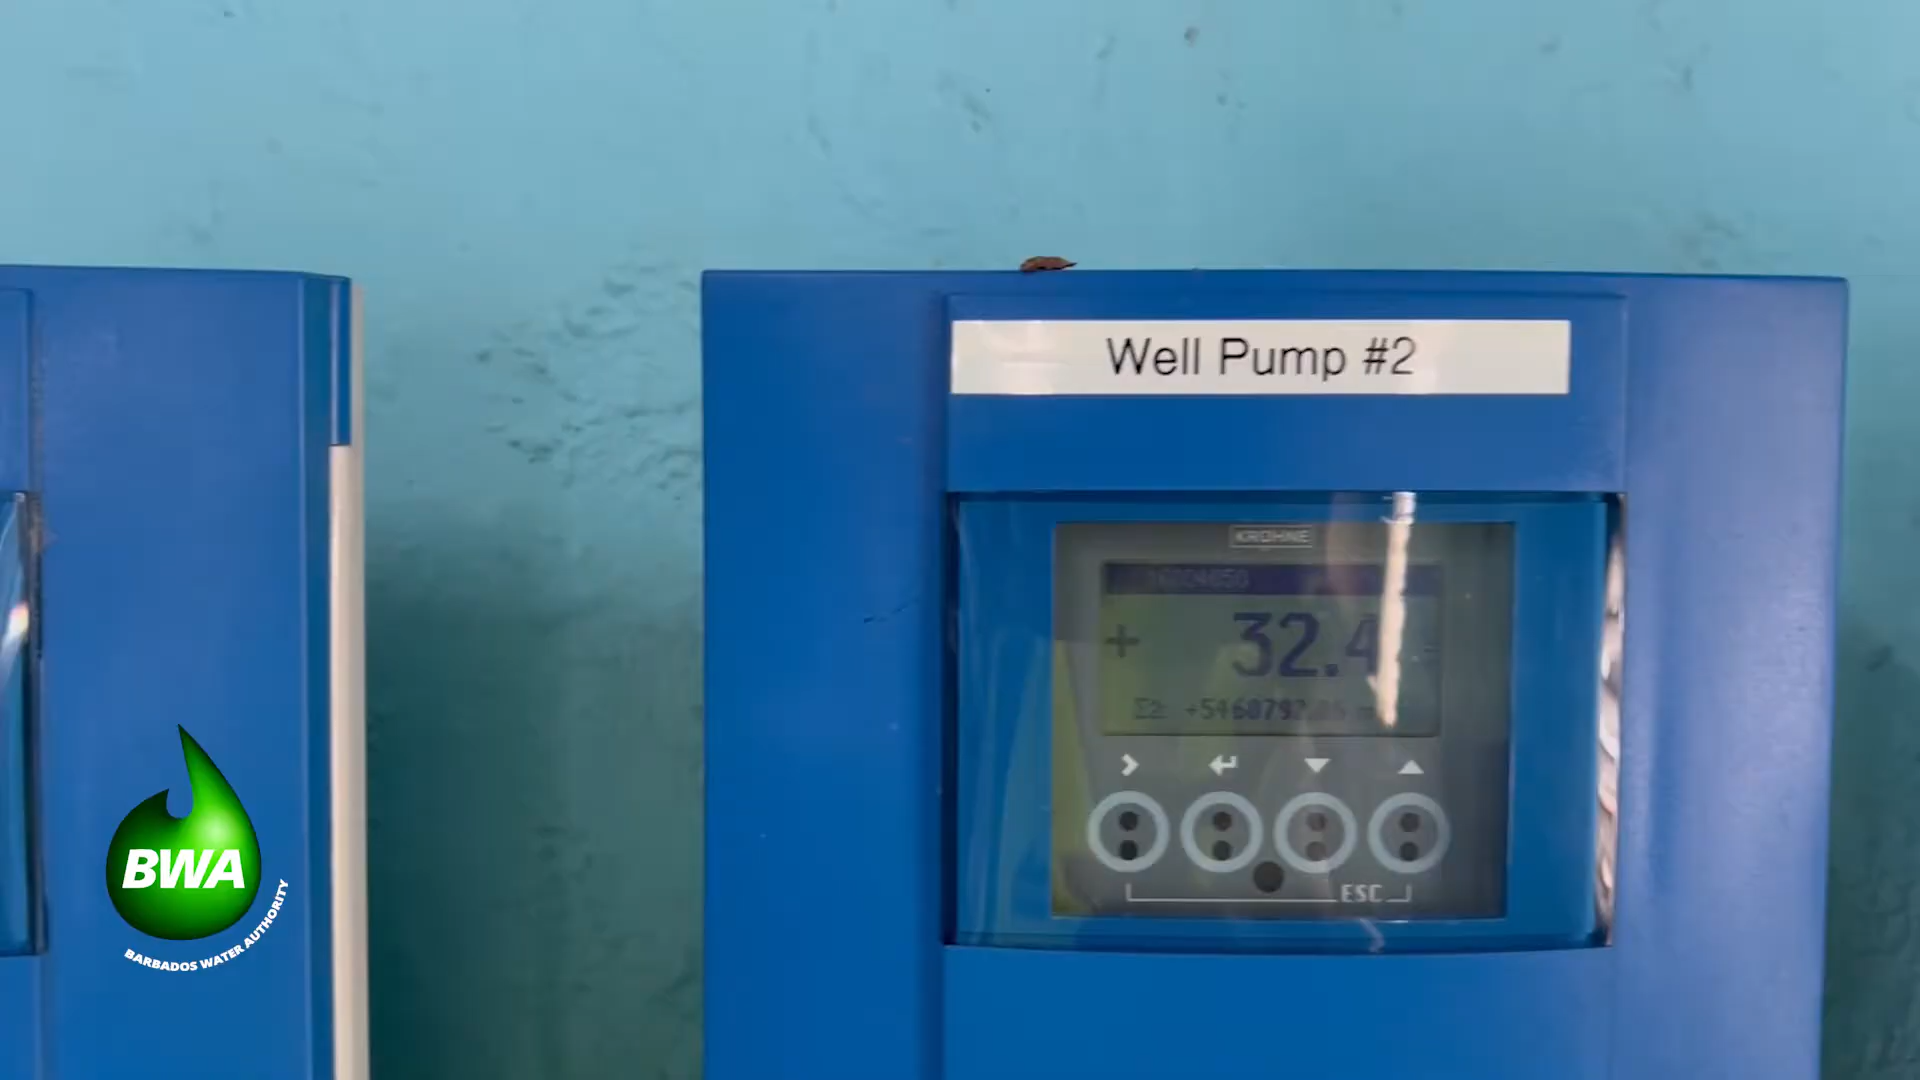 Well Pump #2
KROHNE
+ 32.4
ESC
BWA
BARBADOS WATER AUTHORITY